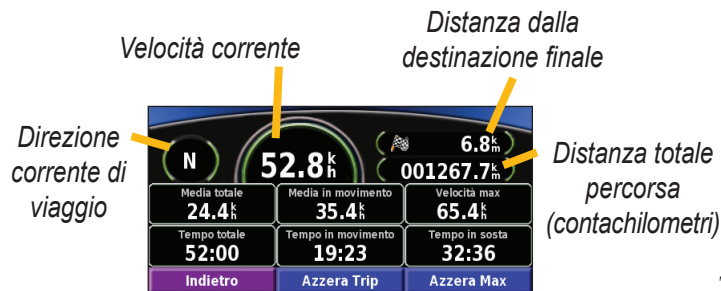 Distanza dalla
destinazione finale
Velocità corrente
Direzione
corrente di
viaggio
N
52.8 k/h
6.8 km
001267.7 km
Distanza totale
percorsa
(contachilometri)
Media totale
24.4 k/h
Media in movimento
35.4 k/h
Velocità max
65.4 k/h
Tempo totale
52:00
Tempo in movimento
19:23
Tempo in sosta
32:36
Indietro
Azzera Trip
Azzera Max